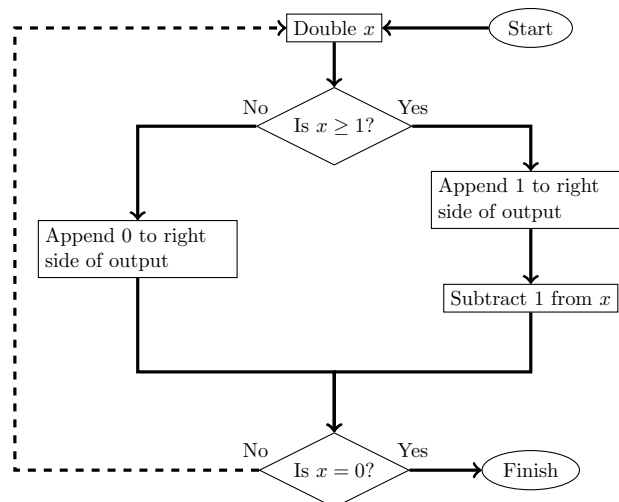 Double $x$
Start
No
Yes
Is $x \geq 1$?
Append 1 to right
side of output
Append 0 to right
side of output
Subtract 1 from $x$
No
Yes
Is $x = 0$?
Finish